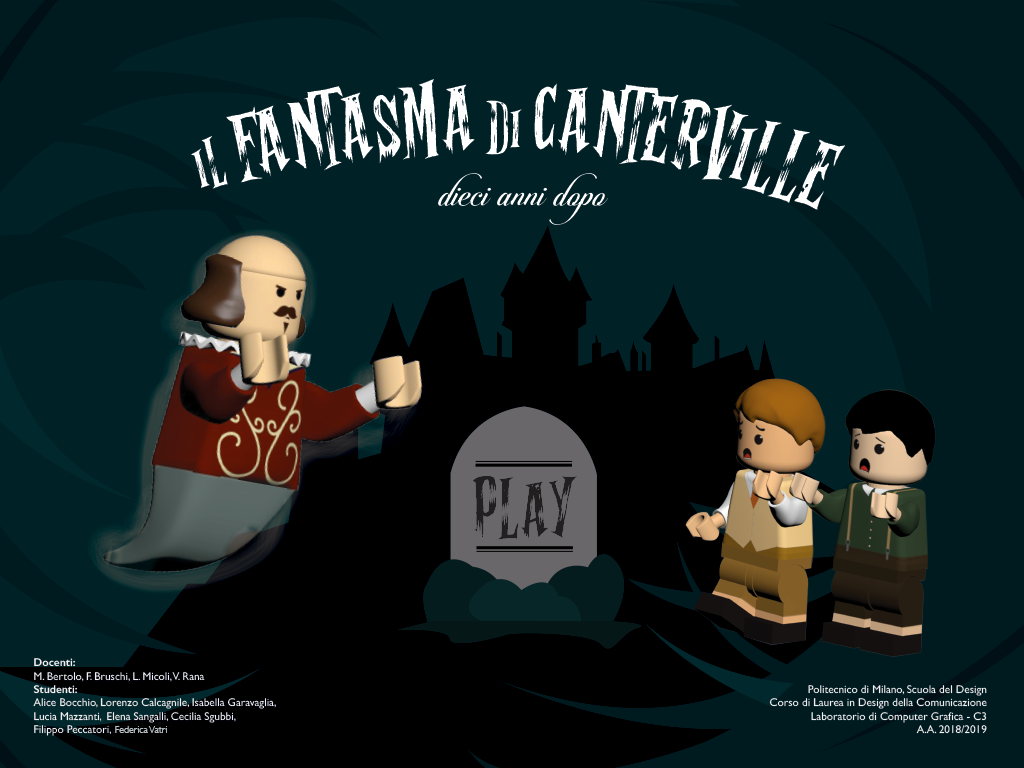 IL FANTASMA DI CANTERVILLE
dieci anni dopo
PLAY
Docenti:
M. Bertolo, F. Bruschi, L. Micoli, V. Rana
Studenti:
Alice Bocchio, Lorenzo Calcagnile, Isabella Garavaglia,
Lucia Mazzanti, Elena Sangalli, Cecilia Sgubbi,
Filippo Peccatori, Federica Vatri
Politecnico di Milano, Scuola del Design
Corso di Laurea in Design della Comunicazione
Laboratorio di Computer Grafica - C3
A.A. 2018/2019